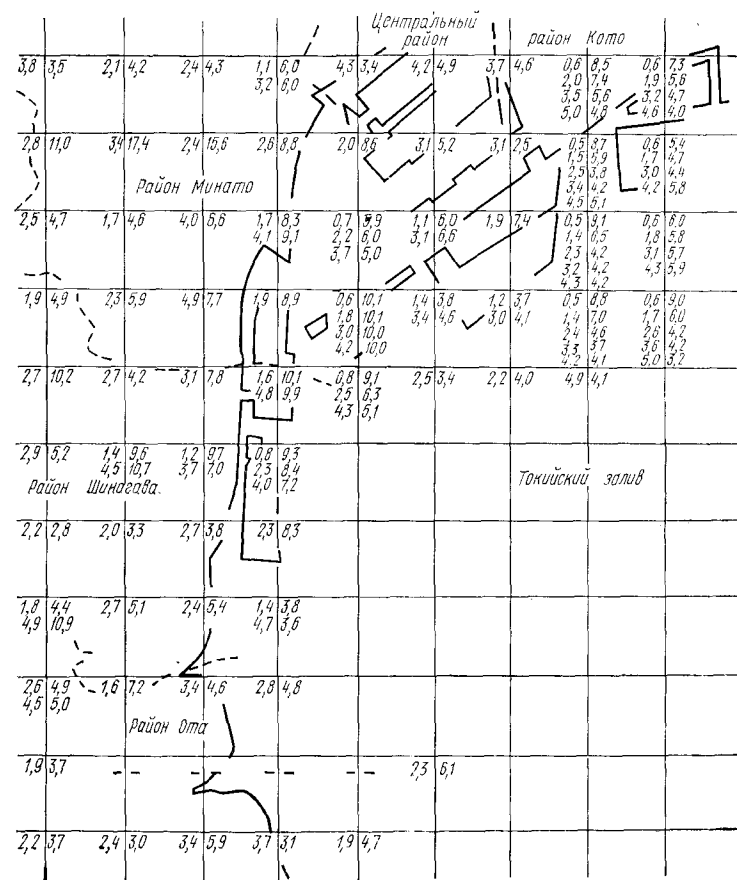 Центральный
район
район Кото
3,8 3,5 2,1 4,2 2,4 4,3 1,1 6,0 4,3 3,4 4,2 4,9 3,7 4,6 0,6 8,5 0,6 7,3
3,2 6,0 2,0 7,4 1,9 5,6
3,5 5,6 3,2 4,7
5,0 4,8 4,6 4,0
2,8 11,0 3,4 17,4 2,4 15,6 2,6 8,8 2,0 8,6 3,1 5,2 3,1 2,5 0,5 8,7 0,6 5,4
1,5 5,9 1,7 4,7
2,5 3,8 3,0 4,4
3,4 4,2 4,2 5,8
4,5 5,1
Район Минато
2,5 4,7 1,7 4,6 4,0 5,6 1,7 8,3 0,7 9,9 1,1 5,0 1,9 7,4 0,5 9,1 0,6 6,0
4,1 9,1 2,2 6,0 3,1 6,6 1,4 0,5 1,8 5,8
3,7 5,0 2,3 4,2 3,1 5,7
3,2 4,2 4,3 5,9
4,3 4,2
1,9 4,9 2,3 5,9 4,9 7,7 1,9 8,9 0,6 10,1 1,4 3,8 1,2 3,7 0,5 8,8 0,6 9,0
1,8 10,1 3,4 4,6 3,0 4,1 1,4 7,0 1,7 6,0
3,0 10,0 2,4 4,6 2,6 4,2
4,2 10,0 3,3 3,7 3,6 4,2
4,2 4,1 5,0 3,2
2,7 10,2 2,7 4,2 3,1 7,8 1,6 10,1 0,8 9,1 2,5 3,4 2,2 4,0 4,9 4,1
4,8 9,9 2,5 6,3
4,3 5,1
2,9 5,2 1,4 9,6 1,2 9,7 0,8 9,3
4,5 10,7 3,7 7,0 2,3 8,4
4,0 7,2
Район Шинагава.
Токийский залив
2,2 2,8 2,0 3,3 2,7 3,8 2,3 8,3
1,8 4,4 2,7 5,1 2,4 5,4 1,4 3,8
4,9 10,9 4,7 3,6
2,6 4,9 1,6 7,2 3,4 4,6 2,8 4,8
4,5 5,0
Район Ота
1,9 3,7 2,3 6,1
2,2 3,7 2,4 3,0 3,4 5,9 3,7 3,1 1,9 4,7